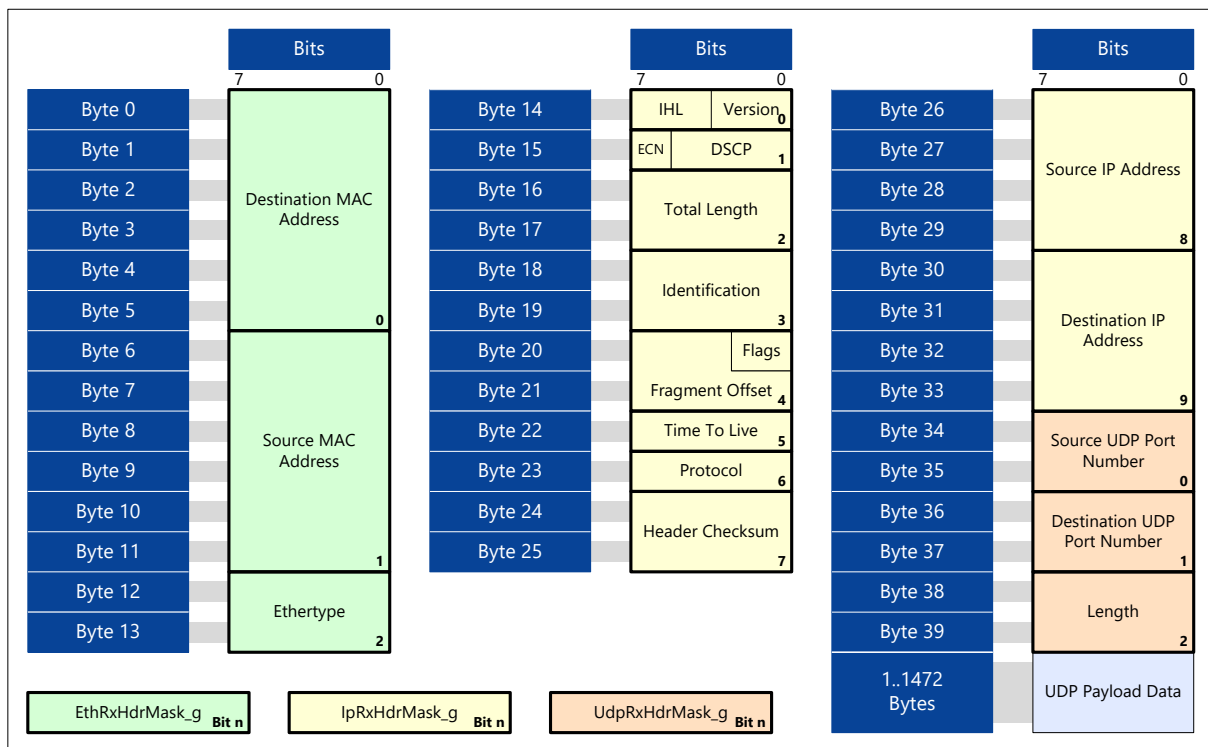 Bits
7 0
Byte 0
Byte 1
Byte 2
Byte 3
Byte 4
Byte 5
Byte 6
Byte 7
Byte 8
Byte 9
Byte 10
Byte 11
Byte 12
Byte 13
Destination MAC
Address
0
Source MAC
Address
1
Ethertype
2
Bits
7 0
Byte 14
Byte 15
Byte 16
Byte 17
Byte 18
Byte 19
Byte 20
Byte 21
Byte 22
Byte 23
Byte 24
Byte 25
IHL Version 0
ECN DSCP 1
Total Length
2
Identification
3
Flags
Fragment Offset 4
Time To Live 5
Protocol 6
Header Checksum
7
Bits
7 0
Byte 26
Byte 27
Byte 28
Byte 29
Byte 30
Byte 31
Byte 32
Byte 33
Byte 34
Byte 35
Byte 36
Byte 37
Byte 38
Byte 39
1..1472
Bytes
Source IP Address
8
Destination IP
Address
9
Source UDP Port
Number
0
Destination UDP
Port Number
1
Length
2
UDP Payload Data
EthRxHdrMask_g Bit n
IpRxHdrMask_g Bit n
UdpRxHdrMask_g Bit n